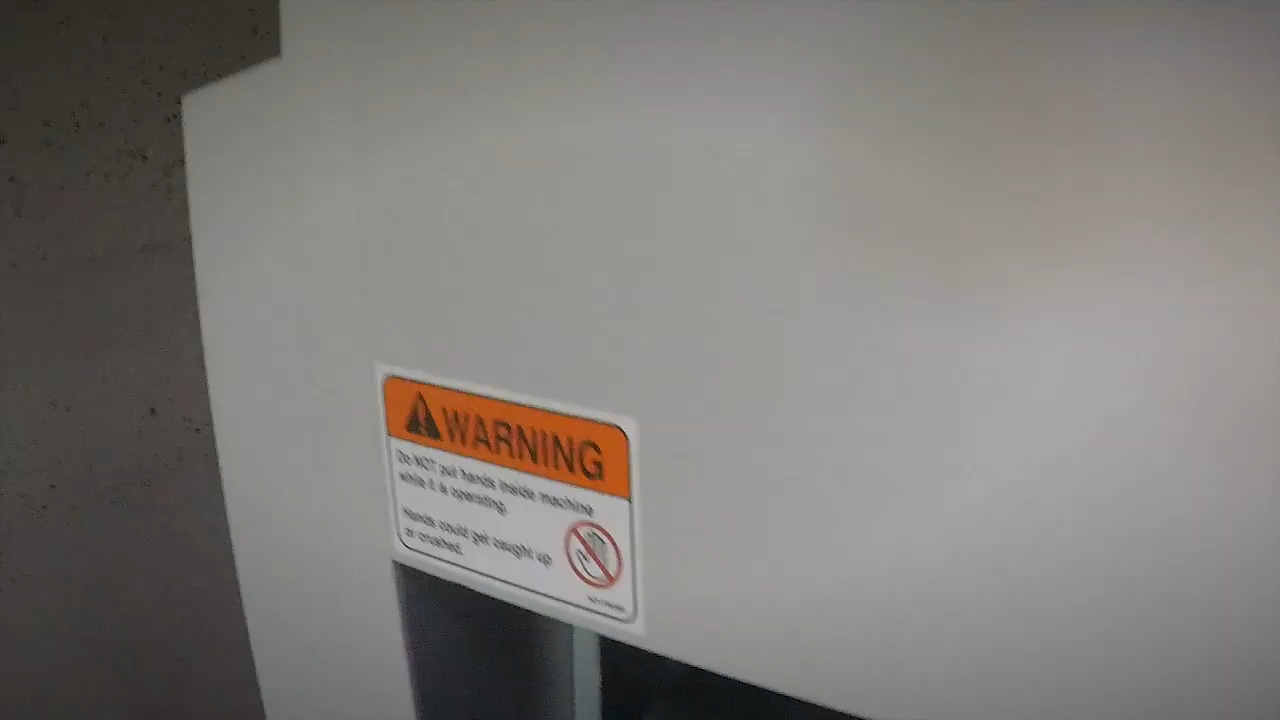 WARNING
Do NOT put hands inside machine
while it is operating.
Hands could get caught up
or crushed.